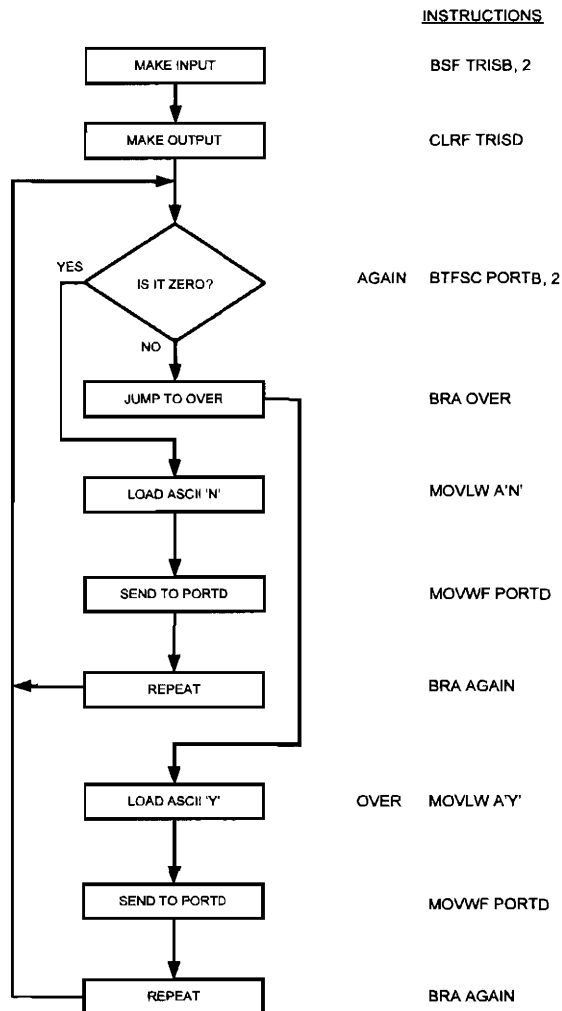 INSTRUCTIONS
MAKE INPUT BSF TRISB, 2
MAKE OUTPUT CLRF TRISD
YES
IS IT ZERO? AGAIN BTFSC PORTB, 2
NO
JUMP TO OVER BRA OVER
LOAD ASCII 'N' MOVLW A'N'
SEND TO PORTD MOVWF PORTD
REPEAT BRA AGAIN
LOAD ASCII 'Y' OVER MOVLW A'Y'
SEND TO PORTD MOVWF PORTD
REPEAT BRA AGAIN